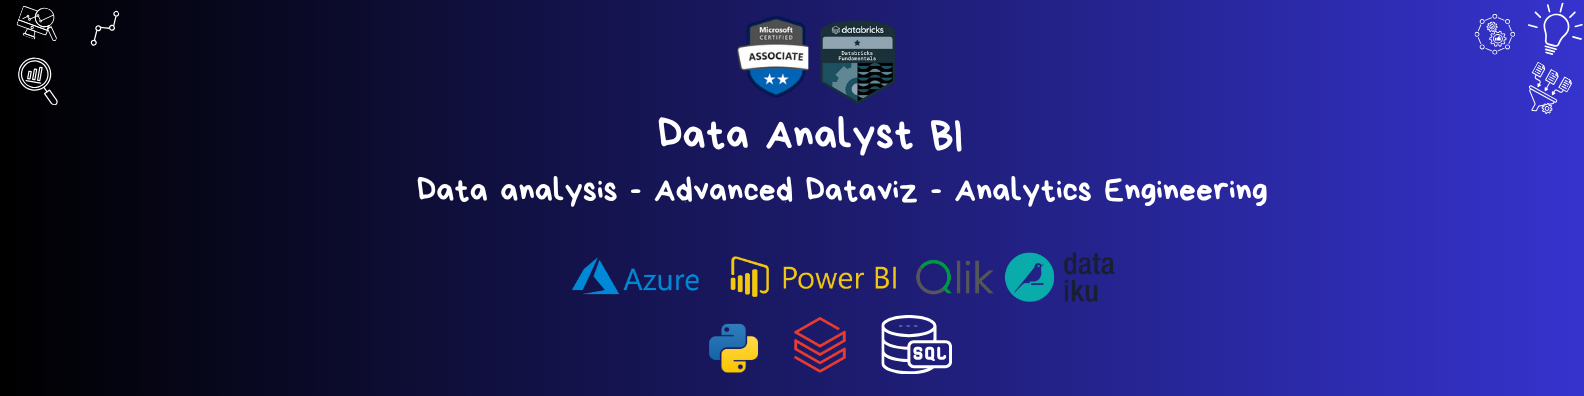 Microsoft
CERTIFIED
ASSOCIATE
databricks
Databricks
Fundamentals
Data Analyst BI
Data analysis - Advanced Dataviz - Analytics Engineering
Azure
Power BI
Qlik
data
iku
SQL